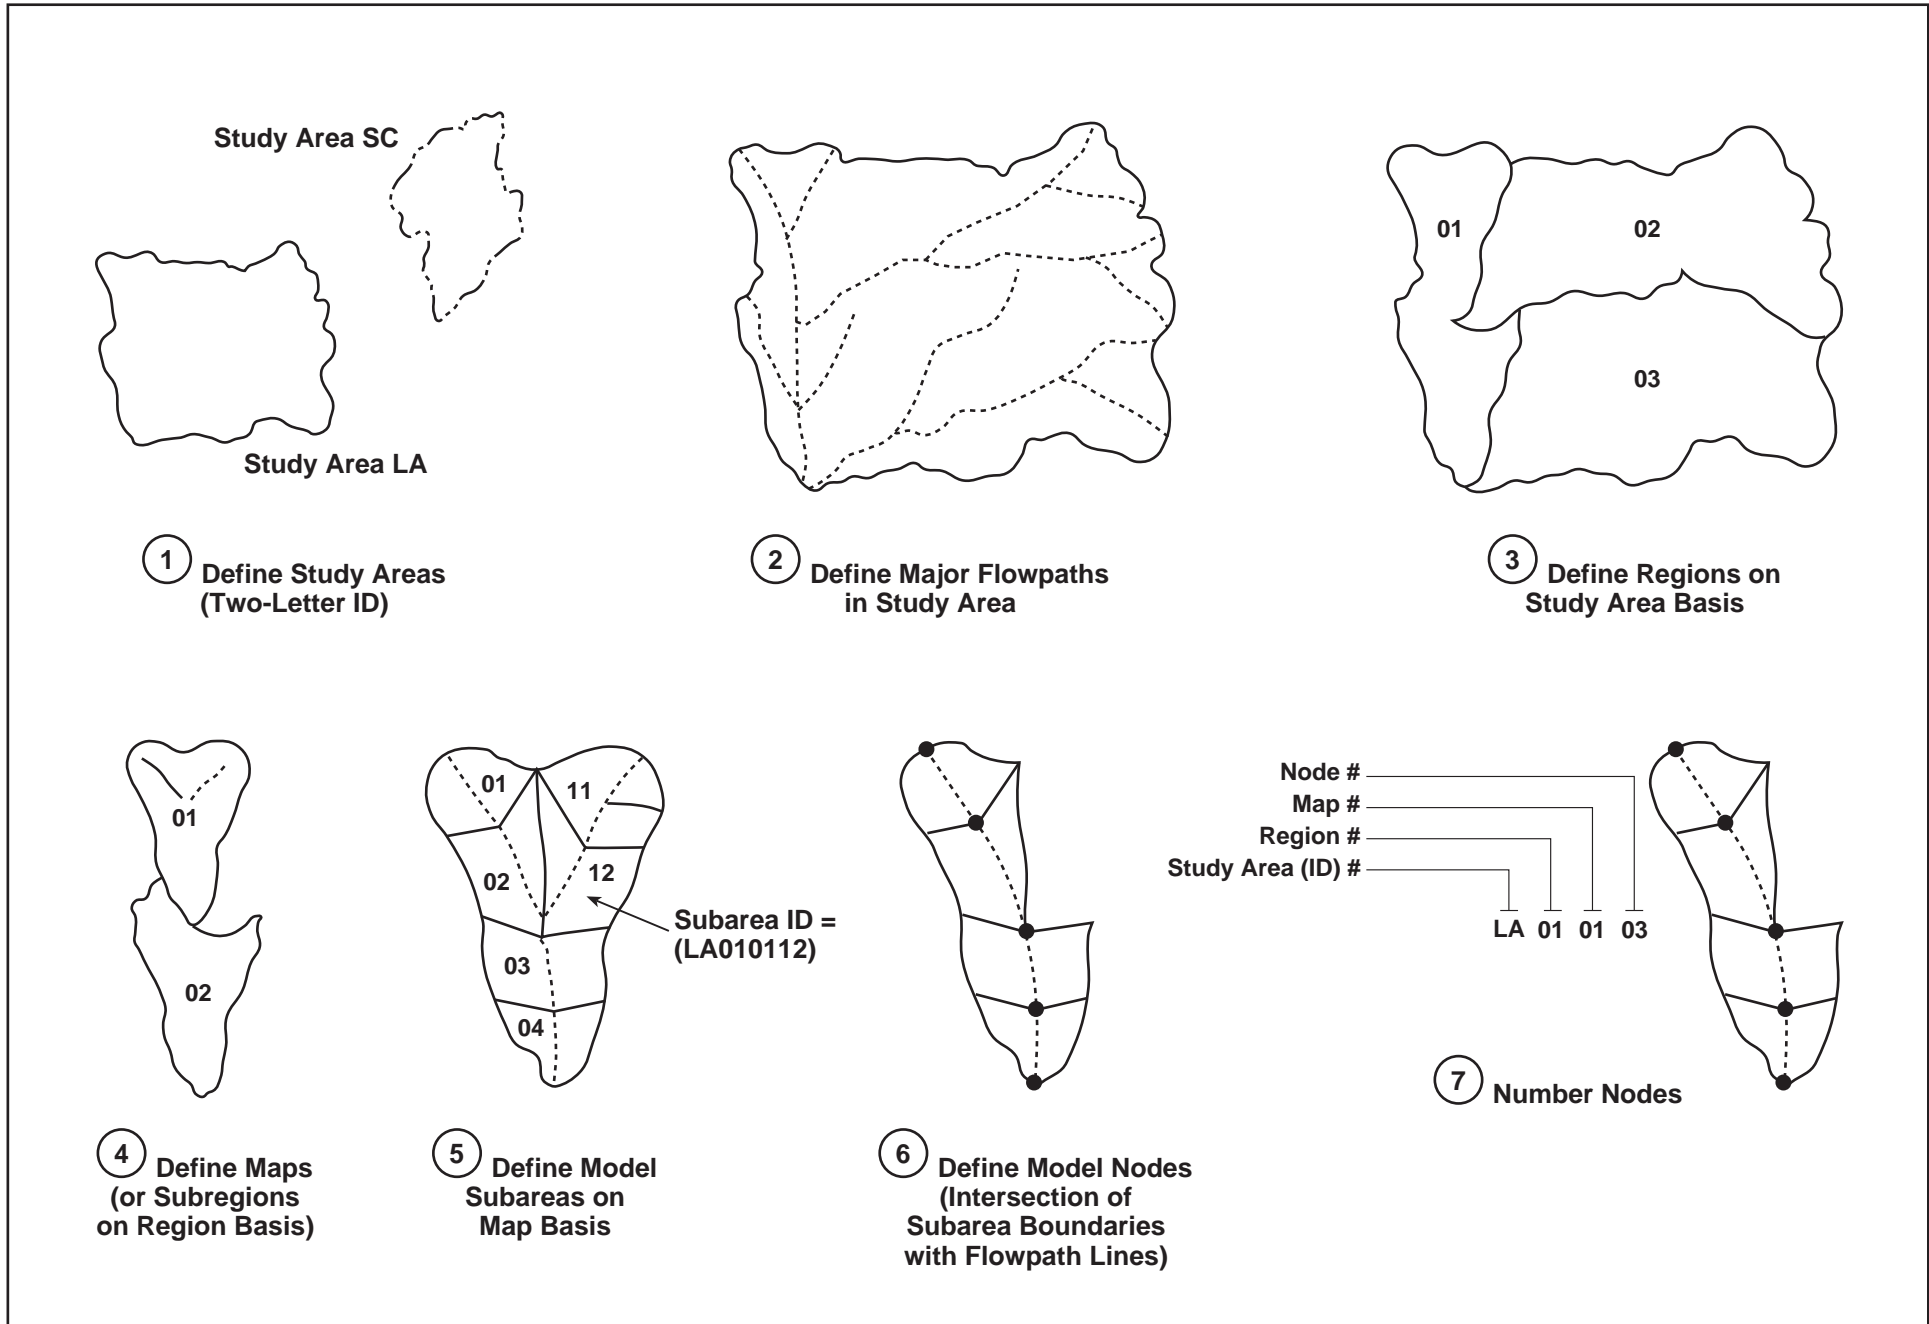 Study Area SC
Study Area LA
1 Define Study Areas
(Two-Letter ID)
2 Define Major Flowpaths
in Study Area
01
02
03
3 Define Regions on
Study Area Basis
01
02
4 Define Maps
(or Subregions
on Region Basis)
01
11
02
12
03
04
Subarea ID =
(LA010112)
5 Define Model
Subareas on
Map Basis
6 Define Model Nodes
(Intersection of
Subarea Boundaries
with Flowpath Lines)
Node #
Map #
Region #
Study Area (ID) #
LA 01 01 03
7 Number Nodes